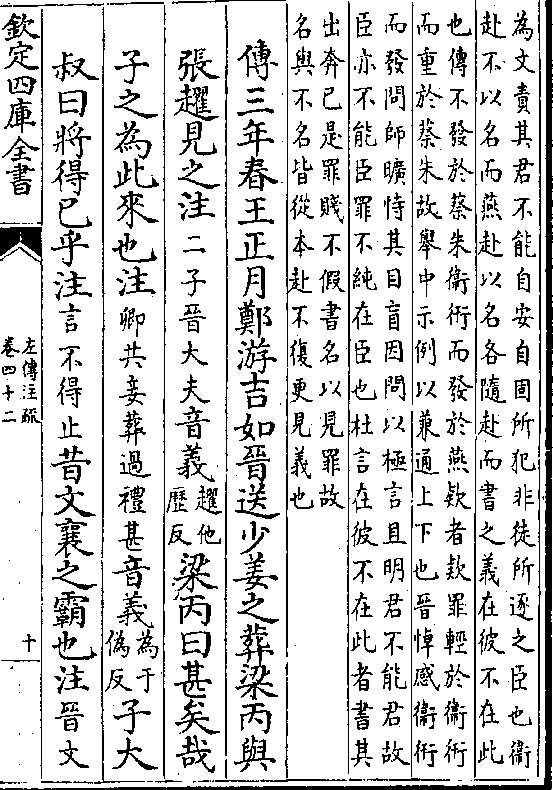 為文責其君不能自安自固所犯非徒所逐之臣也衞
赴不以名而燕赴以名各隨赴而書之義在彼不在此
也傳不發於蔡朱衞衎而發於燕欵者欵罪輕於衞衎
而重於蔡朱故舉中示例以兼通上下也晉悼感衞衎
而發問師曠恃其目盲因問以極言且明君不能君故
臣亦不能臣罪不純在臣也杜言在彼不在此者書其
出奔已是罪賤不假書名以見罪故
名與不名皆從本赴不復更見義也
傳三年春王正月鄭游吉如晉送少姜之葬梁丙與
張趯見之注二子晉大夫音義趯他歷反梁丙曰甚矣哉
子之為此來也注卿共妾葬過禮甚音義為于偽反子大
叔曰將得已乎注言不得止昔文襄之霸也注晉文
欽定四庫全書
左傳注疏
卷四十二
十